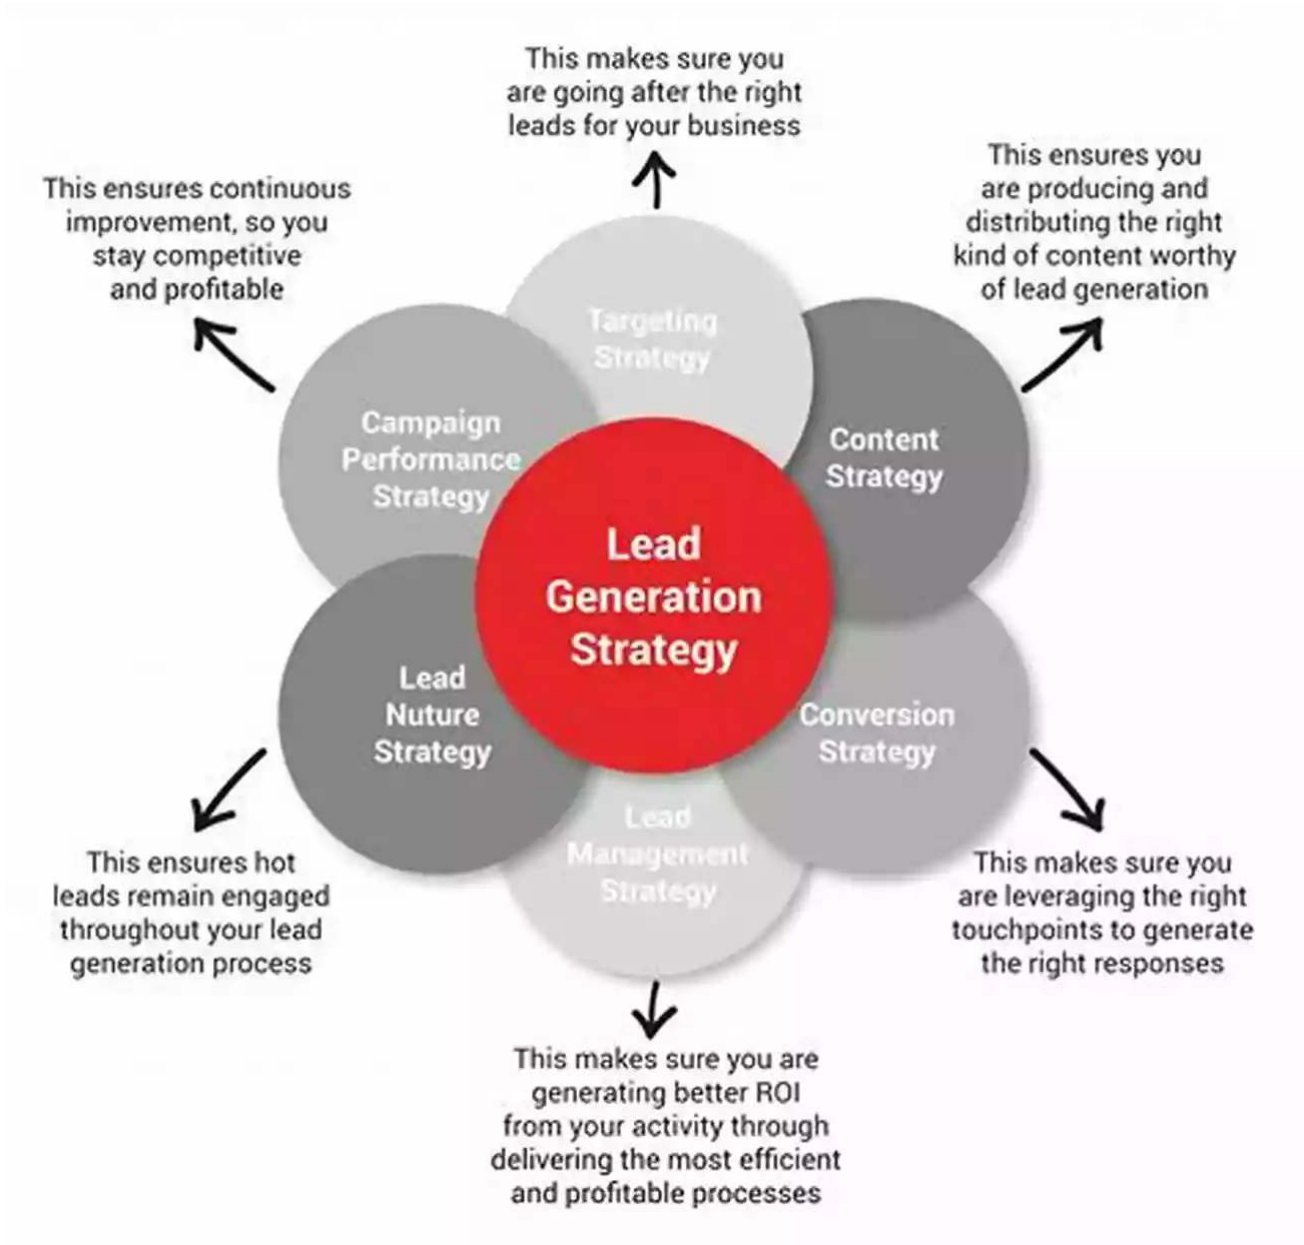 This makes sure you
are going after the right
leads for your business
This ensures you
are producing and
distributing the right
kind of content worthy
of lead generation
This ensures continuous
improvement, so you
stay competitive
and profitable
Targeting
Strategy
Content
Strategy
Campaign
Performance
Strategy
Lead
Generation
Strategy
Lead
Nuture
Strategy
Conversion
Strategy
Lead
Management
Strategy
This ensures hot
leads remain engaged
throughout your lead
generation process
This makes sure you
are leveraging the right
touchpoints to generate
the right responses
This makes sure you are
generating better ROI
from your activity through
delivering the most efficient
and profitable processes